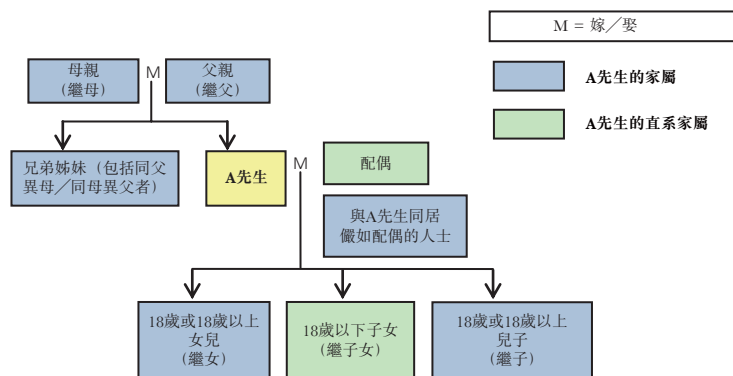 M = 嫁／娶
母親
(繼母)
M
父親
(繼父)
A先生的家屬
A先生的直系家屬
兄弟姊妹（包括同父
異母／同母異父者）
A先生
M
配偶
與A先生同居
儼如配偶的人士
18歲或18歲以上
女兒
(繼女)
18歲以下子女
(繼子女)
18歲或18歲以上
兒子
(繼子)